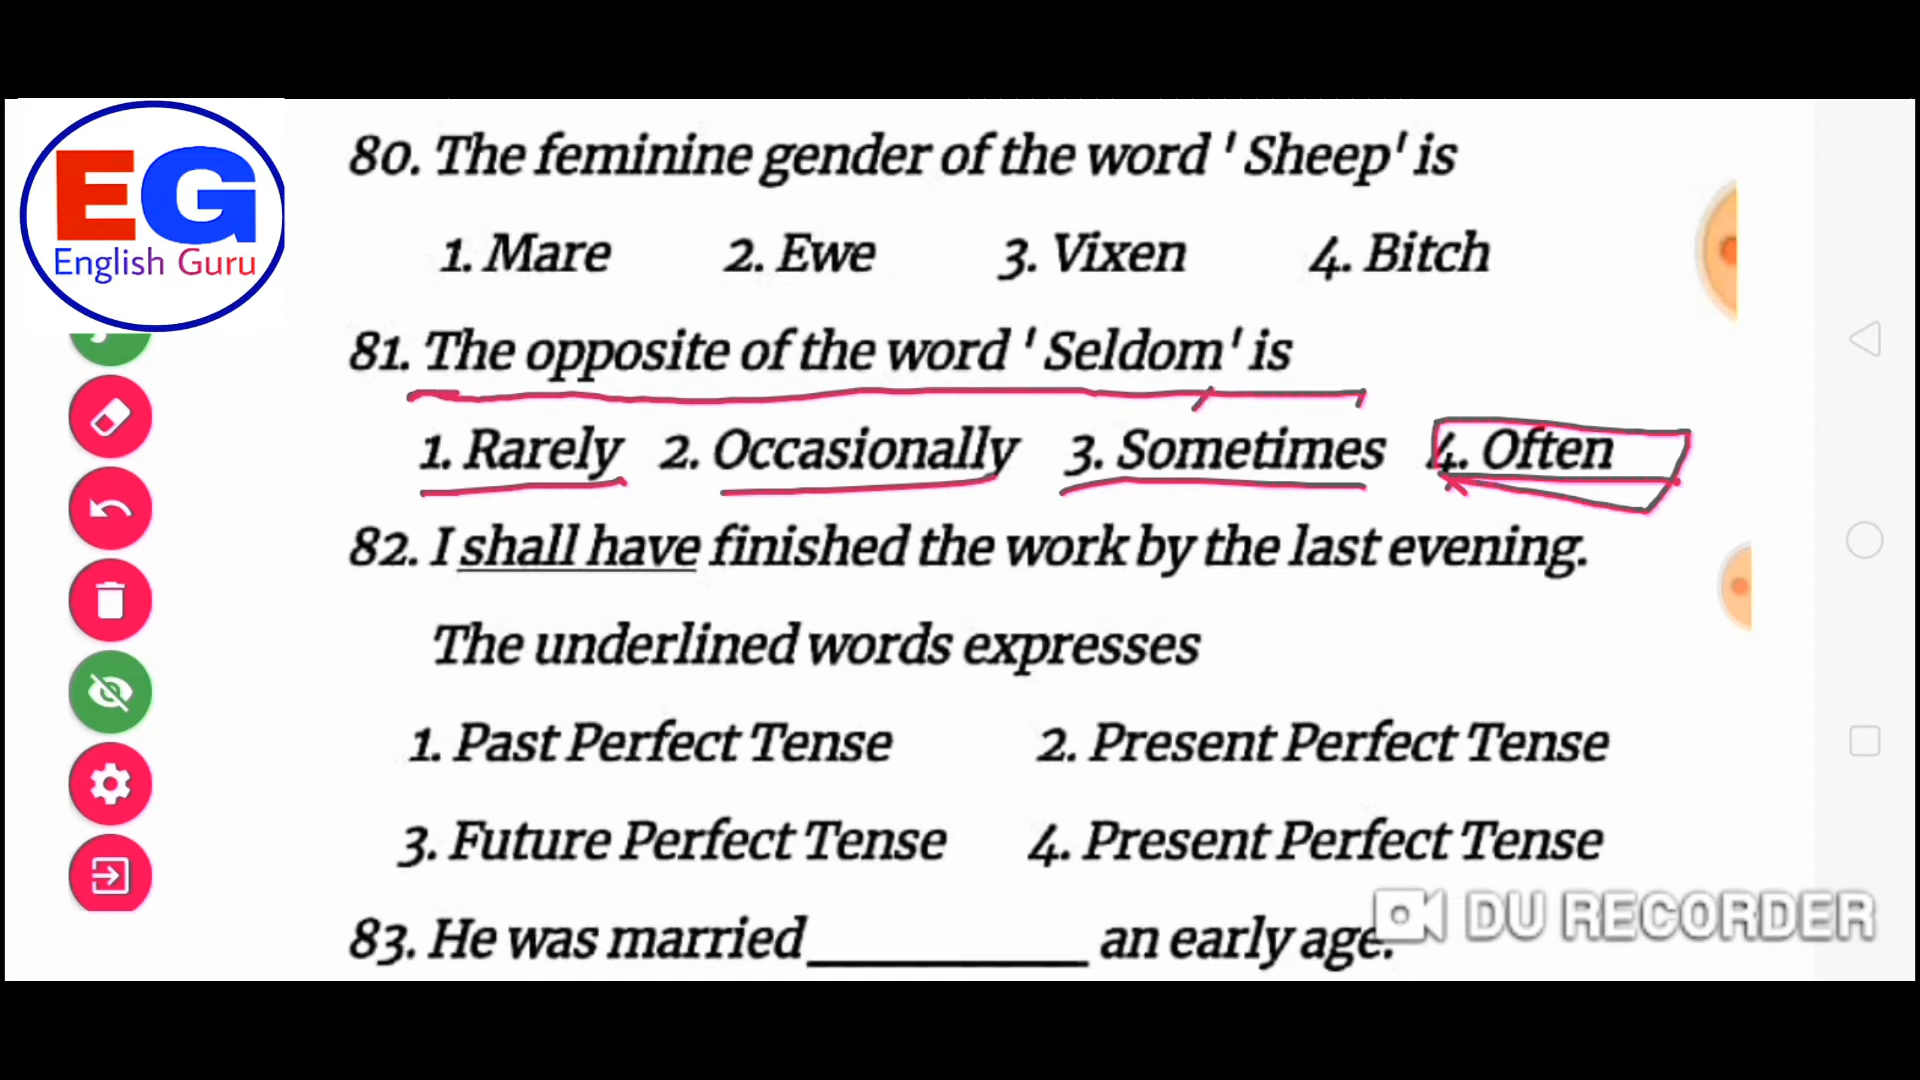 EG
English Guru
80. The feminine gender of the word ' Sheep' is
1. Mare 2. Ewe 3. Vixen 4. Bitch
81. The opposite of the word ' Seldom' is
1. Rarely 2. Occasionally 3. Sometimes 4. Often
82. I shall have finished the work by the last evening.
The underlined words expresses
1. Past Perfect Tense 2. Present Perfect Tense
3. Future Perfect Tense 4. Present Perfect Tense
83. He was married__________ an early age.
DU RECORDER